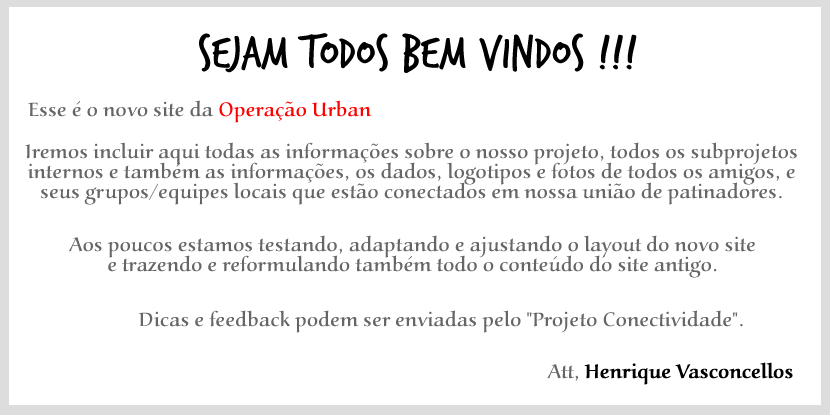 SEJAM TODOS BEM VINDOS !!!
Esse é o novo site da Operação Urban
Iremos incluir aqui todas as informações sobre o nosso projeto, todos os subprojetos
internos e também as informações, os dados, logotipos e fotos de todos os amigos, e
seus grupos/equipes locais que estão conectados em nossa união de patinadores.
Aos poucos estamos testando, adaptando e ajustando o layout do novo site
e trazendo e reformulando também todo o conteúdo do site antigo.
Dicas e feedback podem ser enviadas pelo "Projeto Conectividade".
Att, Henrique Vasconcellos